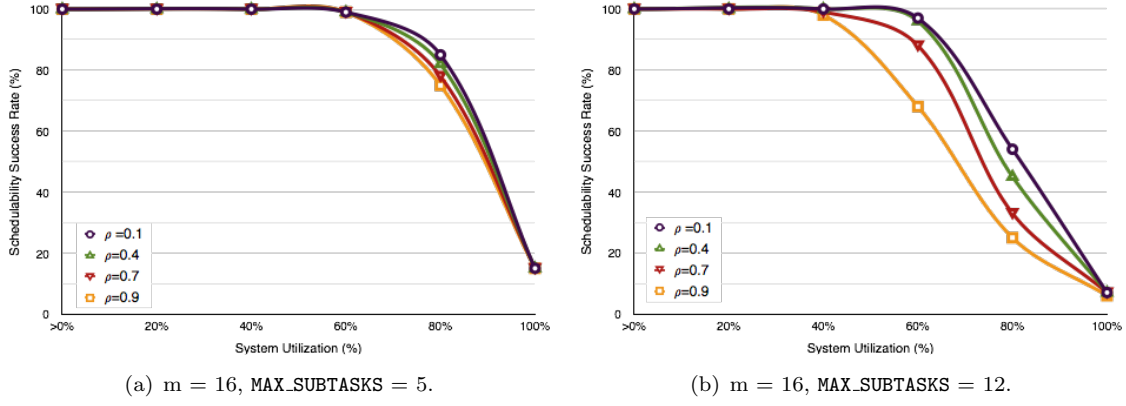 Schedulability Success Rate (%)
100
80
60
40
20
0
ρ =0.1
ρ=0.4
ρ=0.7
ρ=0.9
>0%
20%
40%
60%
80%
100%
System Utilization (%)
(a) m = 16, MAX_SUBTASKS = 5.
Schedulability Success Rate (%)
100
80
60
40
20
0
ρ =0.1
ρ=0.4
ρ=0.7
ρ=0.9
>0%
20%
40%
60%
80%
100%
System Utilization (%)
(b) m = 16, MAX_SUBTASKS = 12.